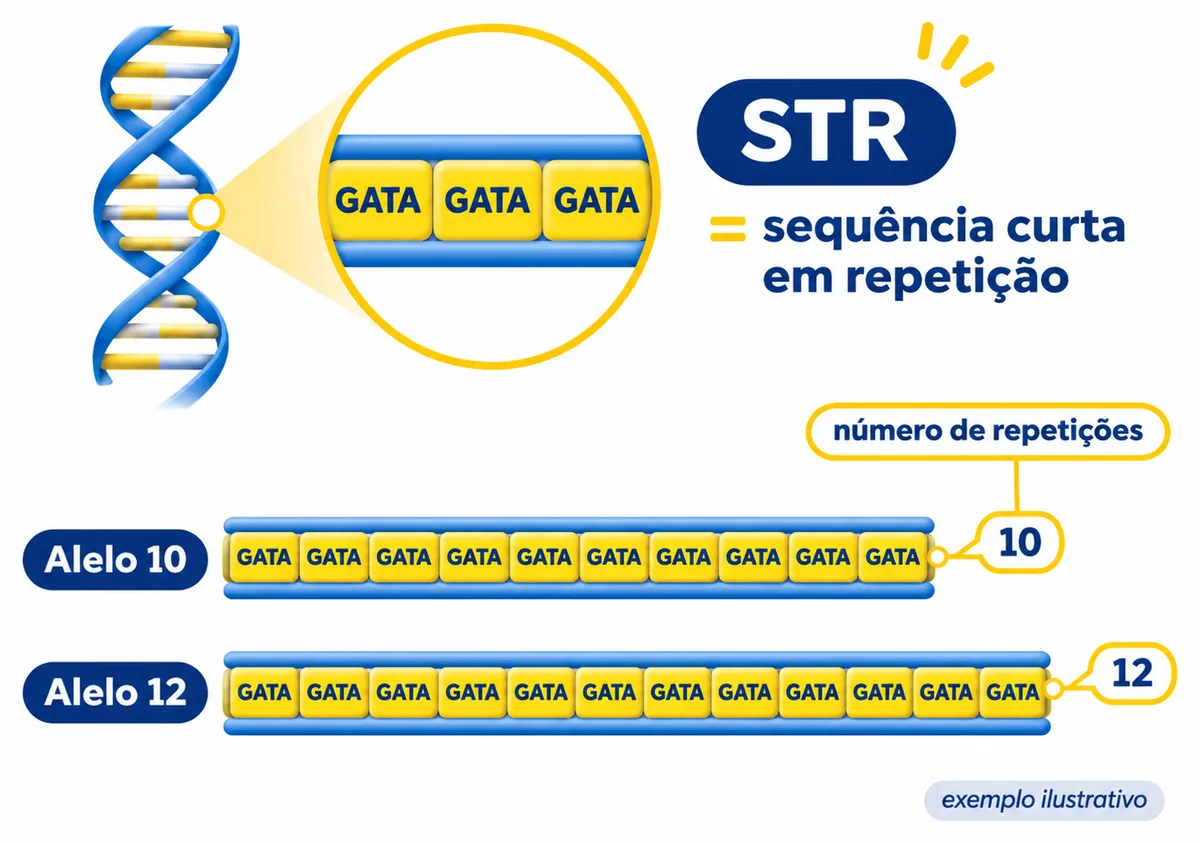 GATA GATA GATA
STR
= sequência curta
em repetição
número de repetições
Alelo 10
GATA GATA GATA GATA GATA GATA GATA GATA GATA GATA
10
Alelo 12
GATA GATA GATA GATA GATA GATA GATA GATA GATA GATA GATA GATA
12
exemplo ilustrativo